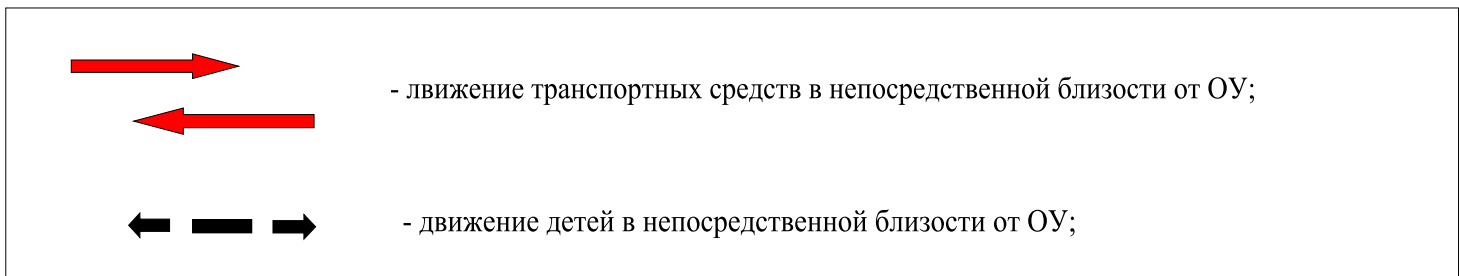 - лвижение транспортных средств в непосредственной близости от ОУ;
- движение детей в непосредственной близости от ОУ;